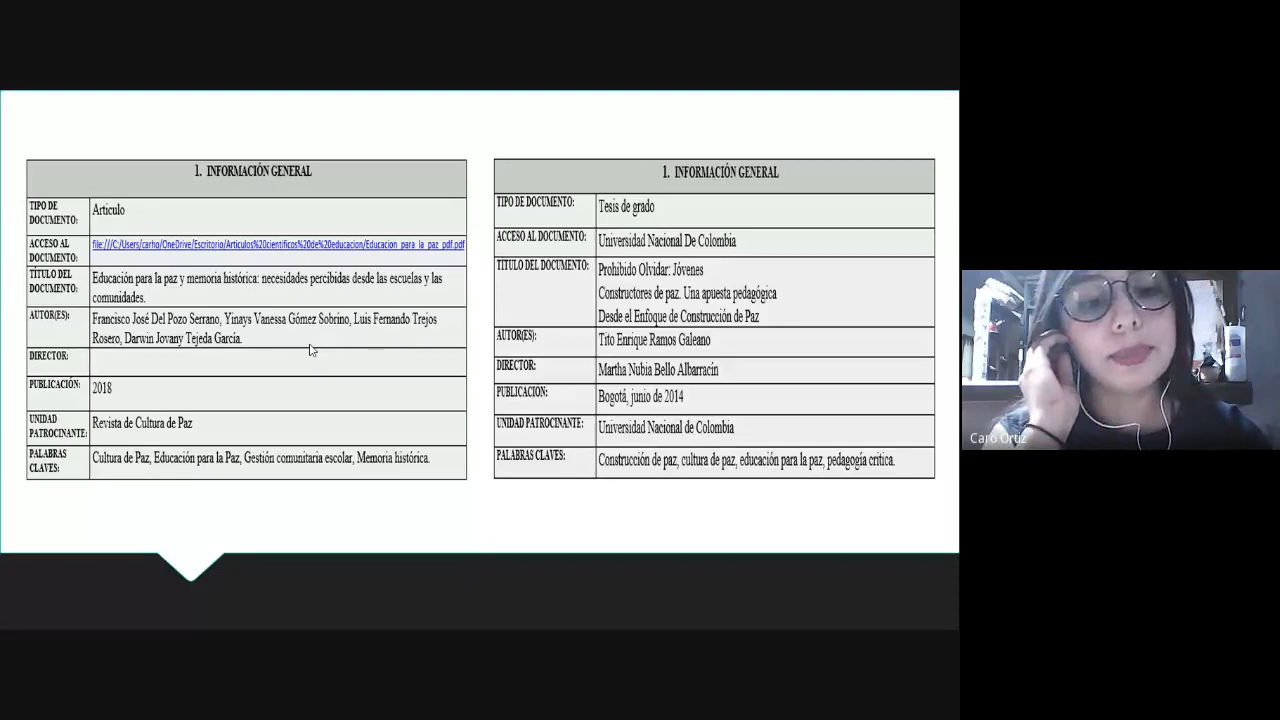 1. INFORMACIÓN GENERAL
TIPO DE
DOCUMENTO:
Articulo
ACCESO AL
DOCUMENTO:
file:///C:/Users/carho/OneDrive/Escritorio/Articulos%20cientificos%20de%20educacion/Educacion_para_la_paz_pdf.pdf
TÍTULO DEL
DOCUMENTO:
Educación para la paz y memoria histórica: necesidades percibidas desde las escuelas y las
comunidades.
AUTOR(ES):
Francisco José Del Pozo Serrano, Yinays Vanessa Gómez Sobrino, Luis Fernando Trejos
Rosero, Darwin Jovany Tejeda García.
DIRECTOR:
PUBLICACIÓN:
2018
UNIDAD
PATROCINANTE:
Revista de Cultura de Paz
PALABRAS
CLAVES:
Cultura de Paz, Educación para la Paz, Gestión comunitaria escolar, Memoria histórica.
1. INFORMACIÓN GENERAL
TIPO DE DOCUMENTO:
Tesis de grado
ACCESO AL DOCUMENTO:
Universidad Nacional De Colombia
TÍTULO DEL DOCUMENTO:
Prohibido Olvidar: Jóvenes
Constructores de paz. Una apuesta pedagógica
Desde el Enfoque de Construcción de Paz
AUTOR(ES):
Tito Enrique Ramos Galeano
DIRECTOR:
Martha Nubia Bello Albarracín
PUBLICACIÓN:
Bogotá, junio de 2014
UNIDAD PATROCINANTE:
Universidad Nacional de Colombia
PALABRAS CLAVES:
Construcción de paz, cultura de paz, educación para la paz, pedagogía critica.
Caro Oruz